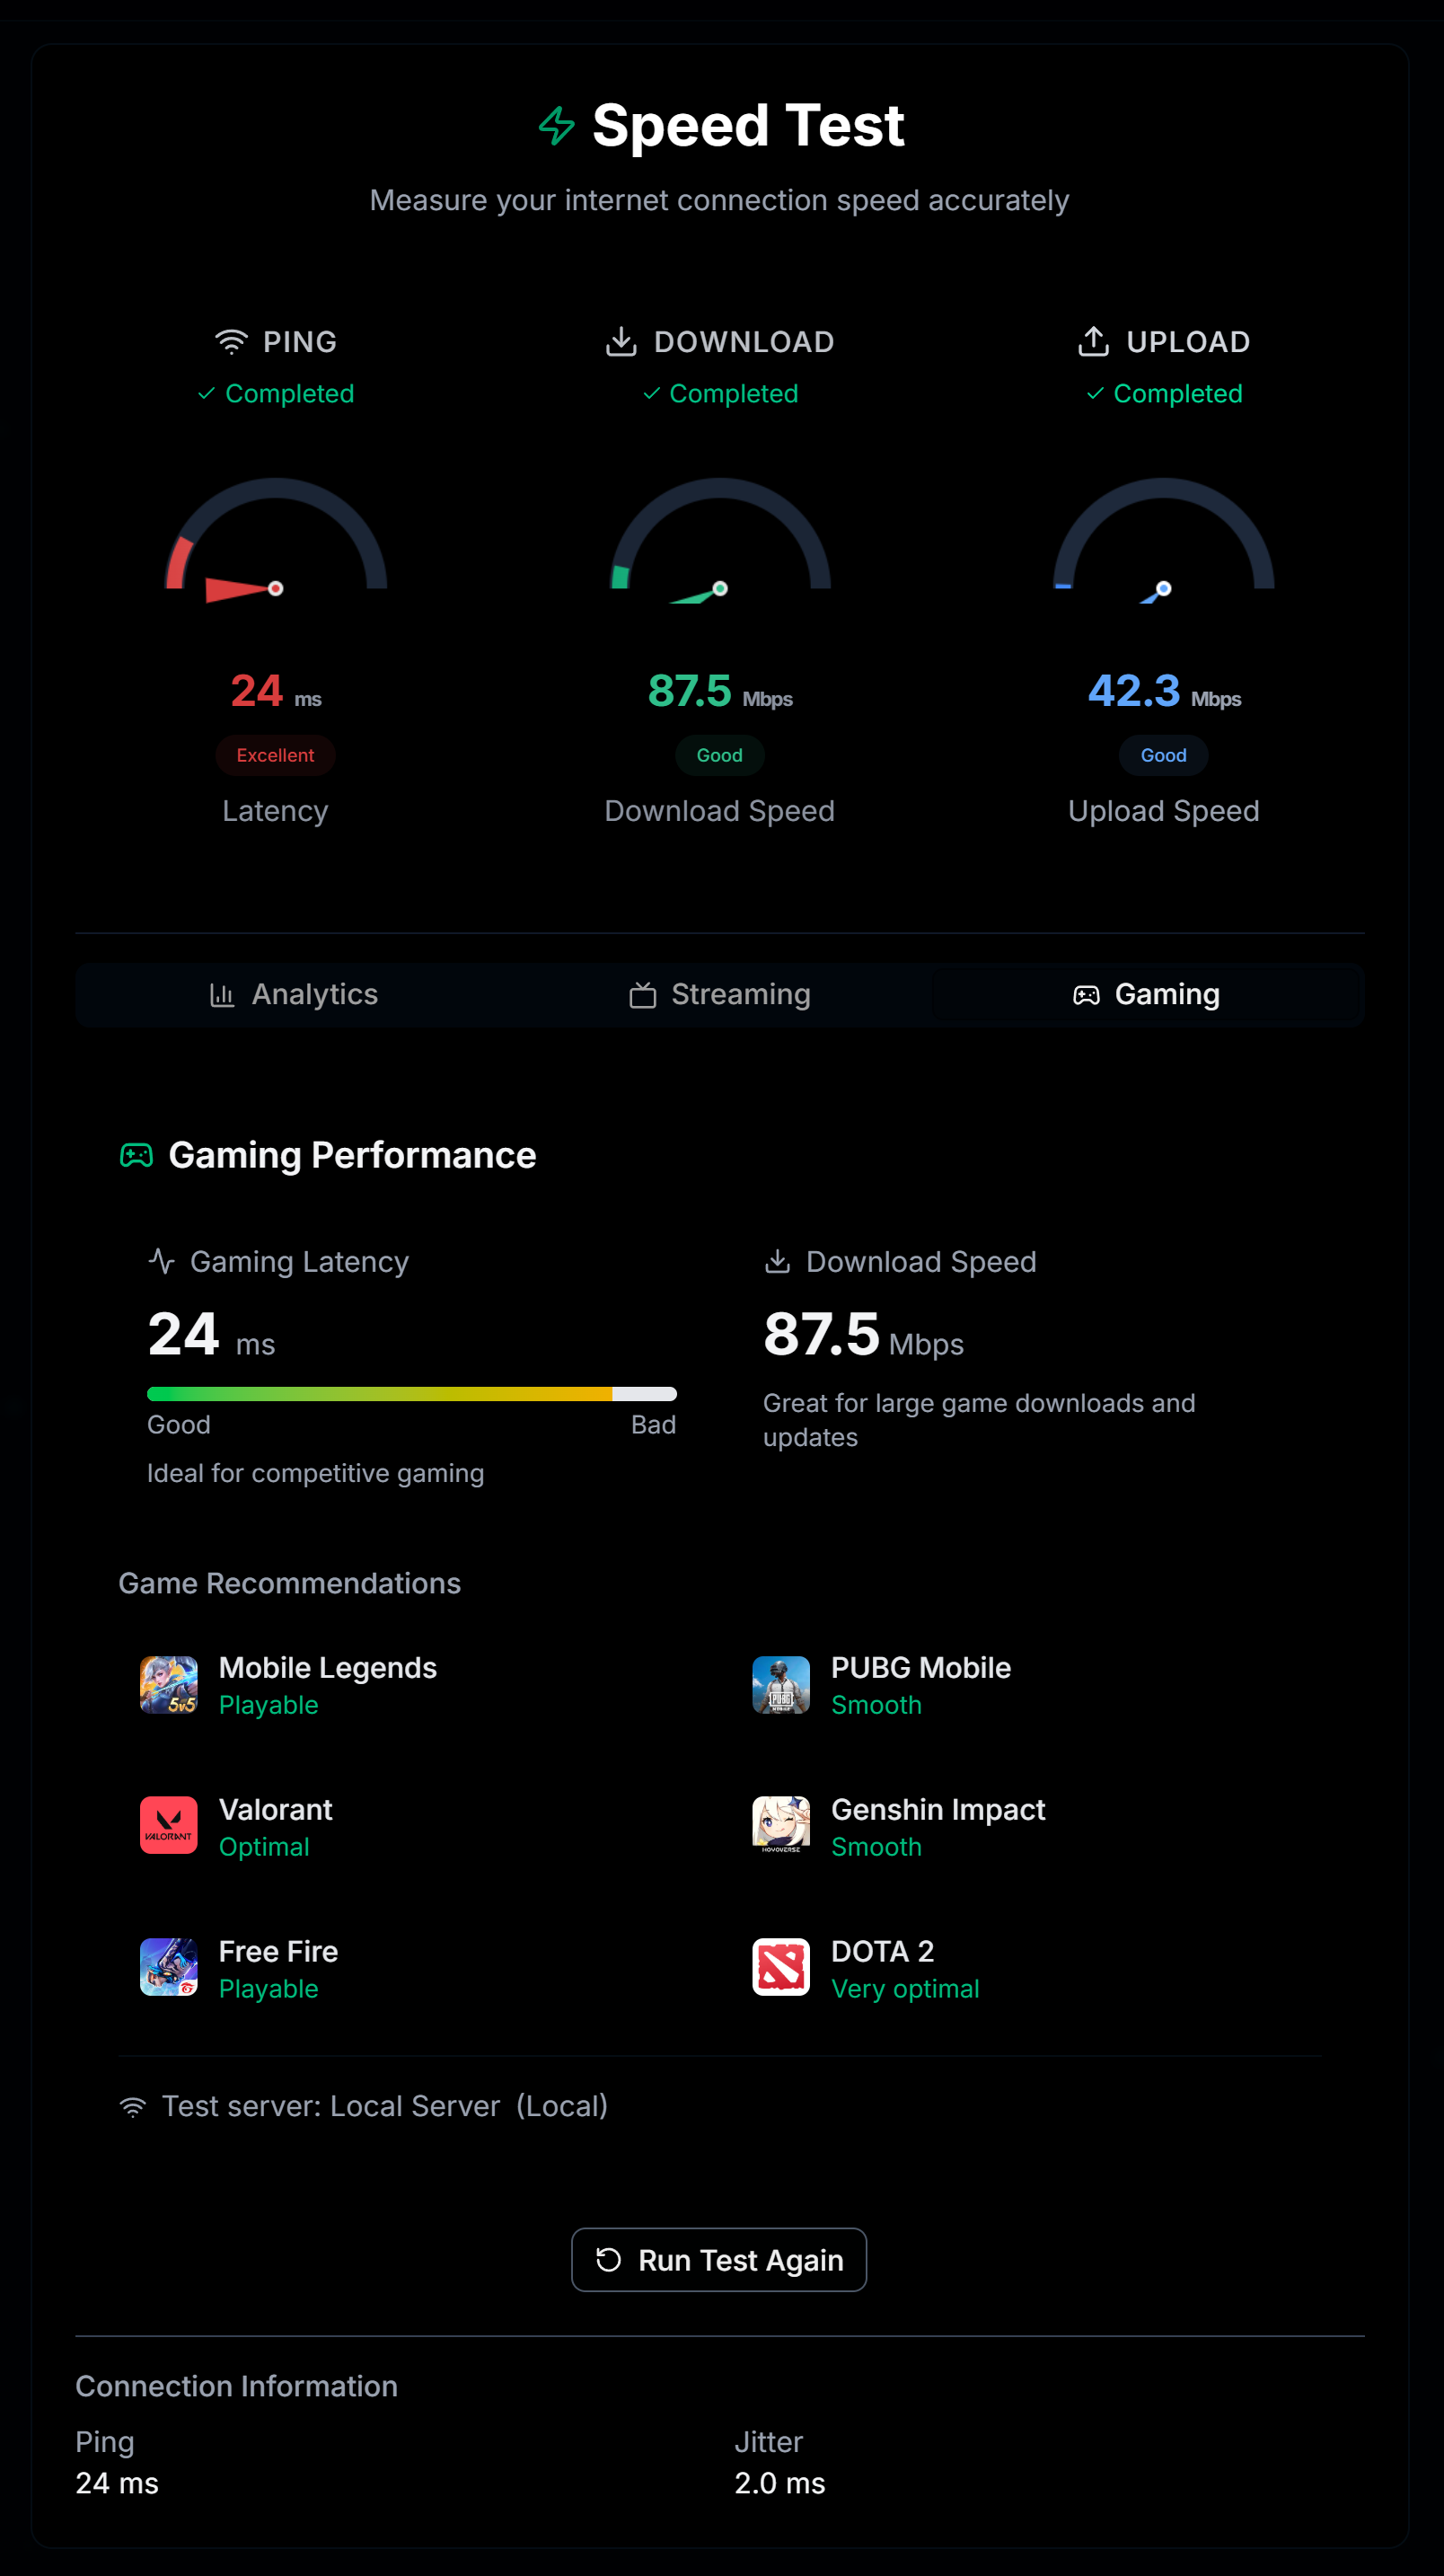 Speed Test
Measure your internet connection speed accurately
PING
Completed
DOWNLOAD
Completed
UPLOAD
Completed
24 ms
Excellent
Latency
87.5 Mbps
Good
Download Speed
42.3 Mbps
Good
Upload Speed
Analytics
Streaming
Gaming
Gaming Performance
Gaming Latency
24 ms
Good
Bad
Ideal for competitive gaming
Download Speed
87.5 Mbps
Great for large game downloads and
updates
Game Recommendations
5v5
Mobile Legends
Playable
PUBG
PUBG Mobile
Smooth
VALORANT
Valorant
Optimal
HOYOVERSE
Genshin Impact
Smooth
Free Fire
Playable
DOTA 2
Very optimal
Test server: Local Server (Local)
Run Test Again
Connection Information
Ping
24 ms
Jitter
2.0 ms